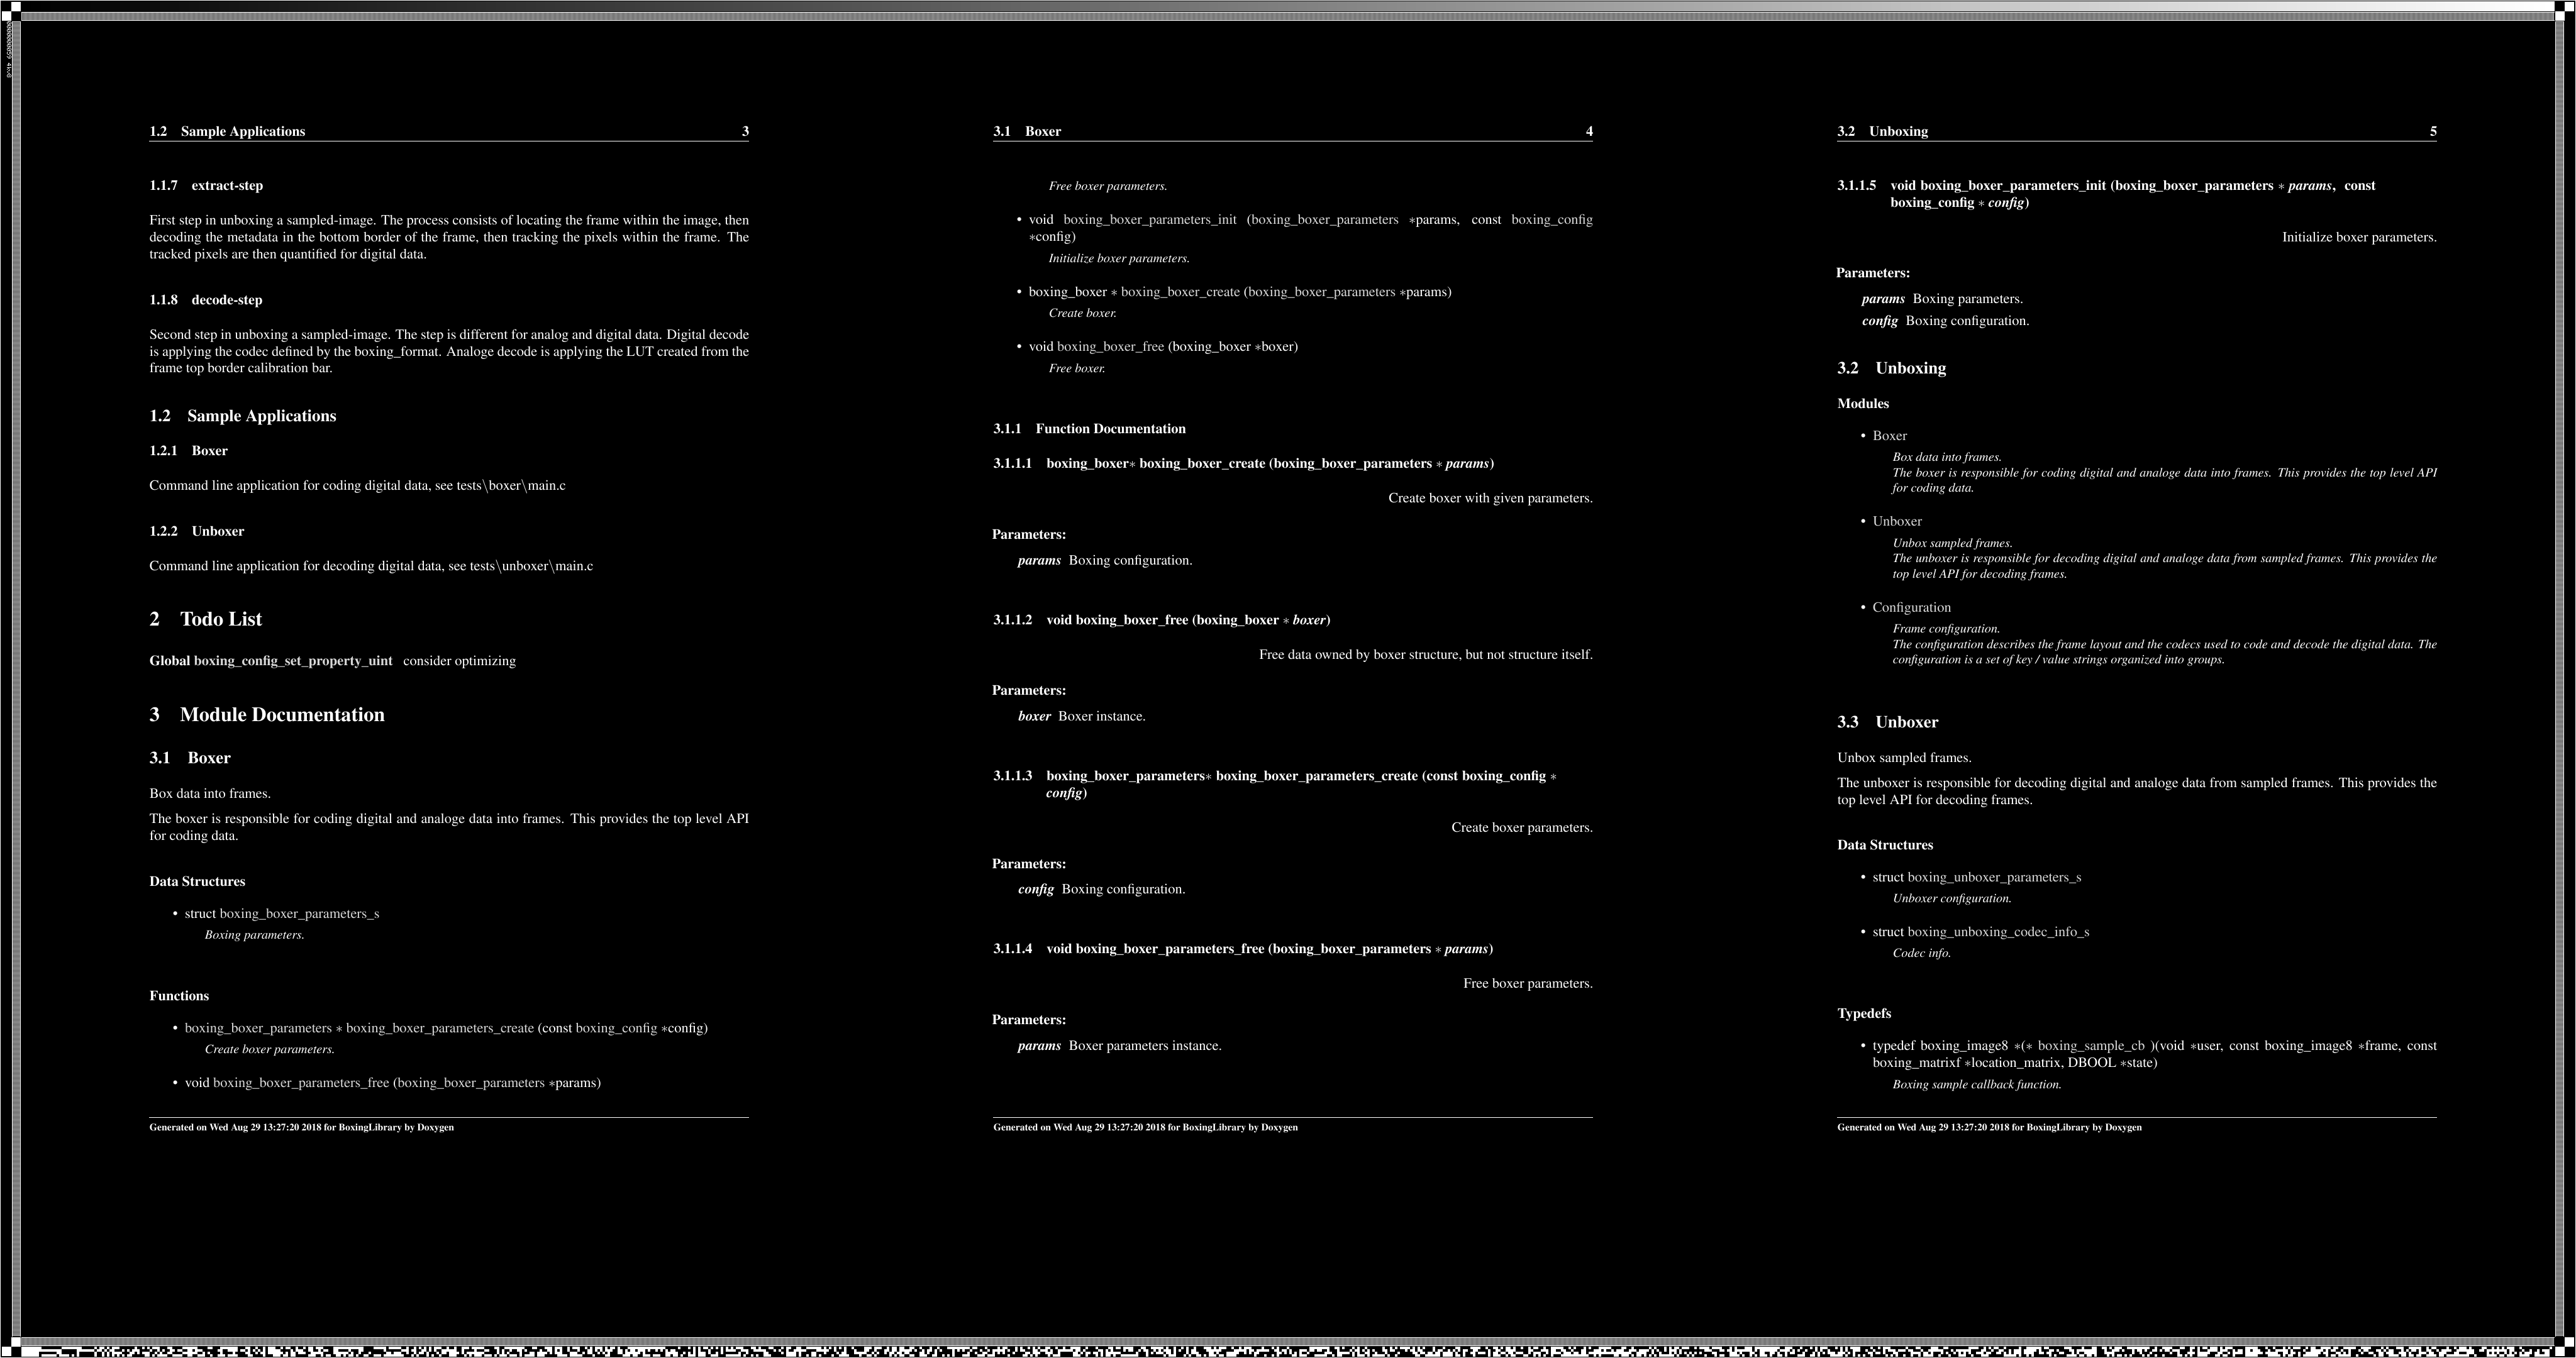 1.2 Sample Applications 3
1.1.7 extract-step
First step in unboxing a sampled-image. The process consists of locating the frame within the image, then
decoding the metadata in the bottom border of the frame, then tracking the pixels within the frame. The
tracked pixels are then quantified for digital data.
1.1.8 decode-step
Second step in unboxing a sampled-image. The step is different for analog and digital data. Digital decode
is applying the codec defined by the boxing_format. Analoge decode is applying the LUT created from the
frame top border calibration bar.
1.2 Sample Applications
1.2.1 Boxer
Command line application for coding digital data, see tests\boxer\main.c
1.2.2 Unboxer
Command line application for decoding digital data, see tests\unboxer\main.c
2 Todo List
Global boxing_config_set_property_uint consider optimizing
3 Module Documentation
3.1 Boxer
Box data into frames.
The boxer is responsible for coding digital and analoge data into frames. This provides the top level API
for coding data.
Data Structures
• struct boxing_boxer_parameters_s
Boxing parameters.
Functions
• boxing_boxer_parameters ∗ boxing_boxer_parameters_create (const boxing_config ∗config)
Create boxer parameters.
• void boxing_boxer_parameters_free (boxing_boxer_parameters ∗params)
Generated on Wed Aug 29 13:27:20 2018 for BoxingLibrary by Doxygen
3.1 Boxer 4
Free boxer parameters.
• void boxing_boxer_parameters_init (boxing_boxer_parameters ∗params, const boxing_config
∗config)
Initialize boxer parameters.
• boxing_boxer ∗ boxing_boxer_create (boxing_boxer_parameters ∗params)
Create boxer.
• void boxing_boxer_free (boxing_boxer ∗boxer)
Free boxer.
3.1.1 Function Documentation
3.1.1.1 boxing_boxer∗ boxing_boxer_create (boxing_boxer_parameters ∗ params)
Create boxer with given parameters.
Parameters:
params Boxing configuration.
3.1.1.2 void boxing_boxer_free (boxing_boxer ∗ boxer)
Free data owned by boxer structure, but not structure itself.
Parameters:
boxer Boxer instance.
3.1.1.3 boxing_boxer_parameters∗ boxing_boxer_parameters_create (const boxing_config ∗
config)
Create boxer parameters.
Parameters:
config Boxing configuration.
3.1.1.4 void boxing_boxer_parameters_free (boxing_boxer_parameters ∗ params)
Free boxer parameters.
Parameters:
params Boxer parameters instance.
Generated on Wed Aug 29 13:27:20 2018 for BoxingLibrary by Doxygen
3.2 Unboxing 5
3.1.1.5 void boxing_boxer_parameters_init (boxing_boxer_parameters ∗ params, const
boxing_config ∗ config)
Initialize boxer parameters.
Parameters:
params Boxing parameters.
config Boxing configuration.
3.2 Unboxing
Modules
• Boxer
Box data into frames.
The boxer is responsible for coding digital and analoge data into frames. This provides the top level API
for coding data.
• Unboxer
Unbox sampled frames.
The unboxer is responsible for decoding digital and analoge data from sampled frames. This provides the
top level API for decoding frames.
• Configuration
Frame configuration.
The configuration describes the frame layout and the codecs used to code and decode the digital data. The
configuration is a set of key / value strings organized into groups.
3.3 Unboxer
Unbox sampled frames.
The unboxer is responsible for decoding digital and analoge data from sampled frames. This provides the
top level API for decoding frames.
Data Structures
• struct boxing_unboxer_parameters_s
Unboxer configuration.
• struct boxing_unboxing_codec_info_s
Codec info.
Typedefs
• typedef boxing_image8 ∗(∗ boxing_sample_cb )(void ∗user, const boxing_image8 ∗frame, const
boxing_matrixf ∗location_matrix, DBOOL ∗state)
Boxing sample callback function.
Generated on Wed Aug 29 13:27:20 2018 for BoxingLibrary by Doxygen